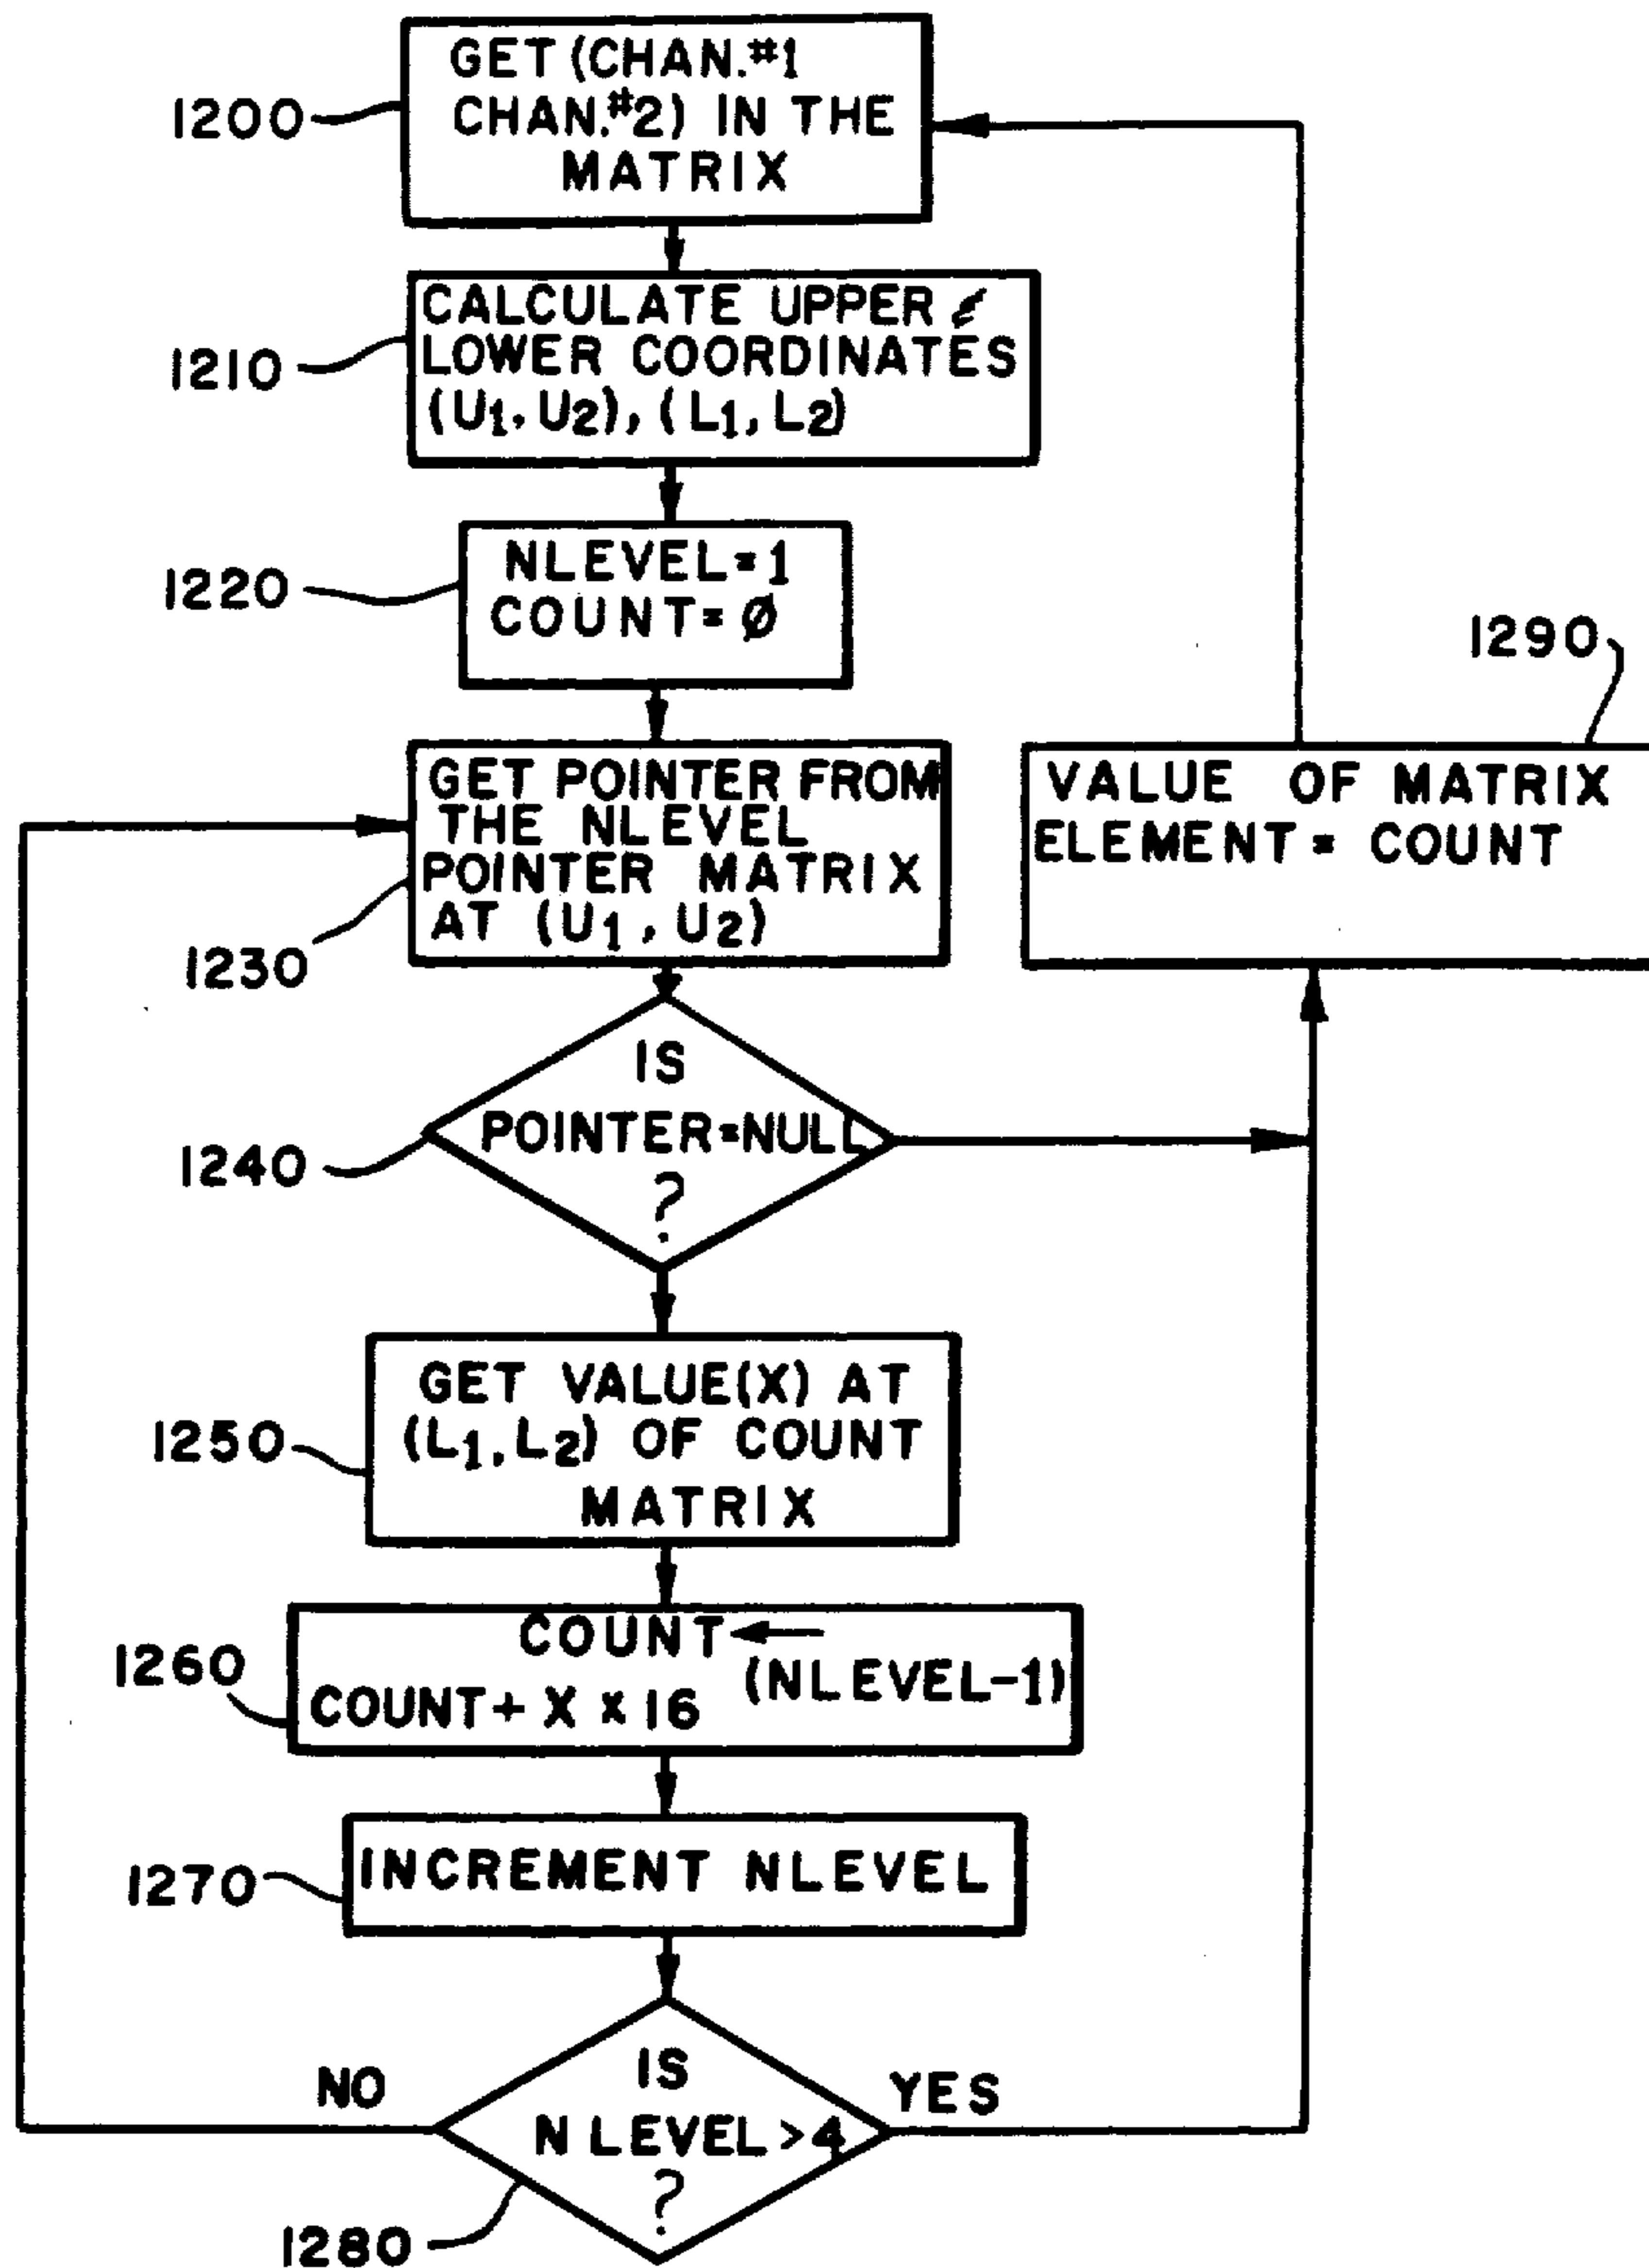 GET (CHAN.#1
CHAN.#2) IN THE
MATRIX
1200
CALCULATE UPPER &
LOWER COORDINATES
(U1, U2), (L1, L2)
1210
NLEVEL=1
COUNT=Ø
1220
GET POINTER FROM
THE NLEVEL
POINTER MATRIX
AT (U1, U2)
1230
1290
VALUE OF MATRIX
ELEMENT = COUNT
IS
POINTER=NULL
?
1240
GET VALUE(X) AT
(L1, L2) OF COUNT
MATRIX
1250
COUNT ←
COUNT + X × 16 (NLEVEL-1)
1260
INCREMENT NLEVEL
1270
IS
N LEVEL >4
?
NO
YES
1280